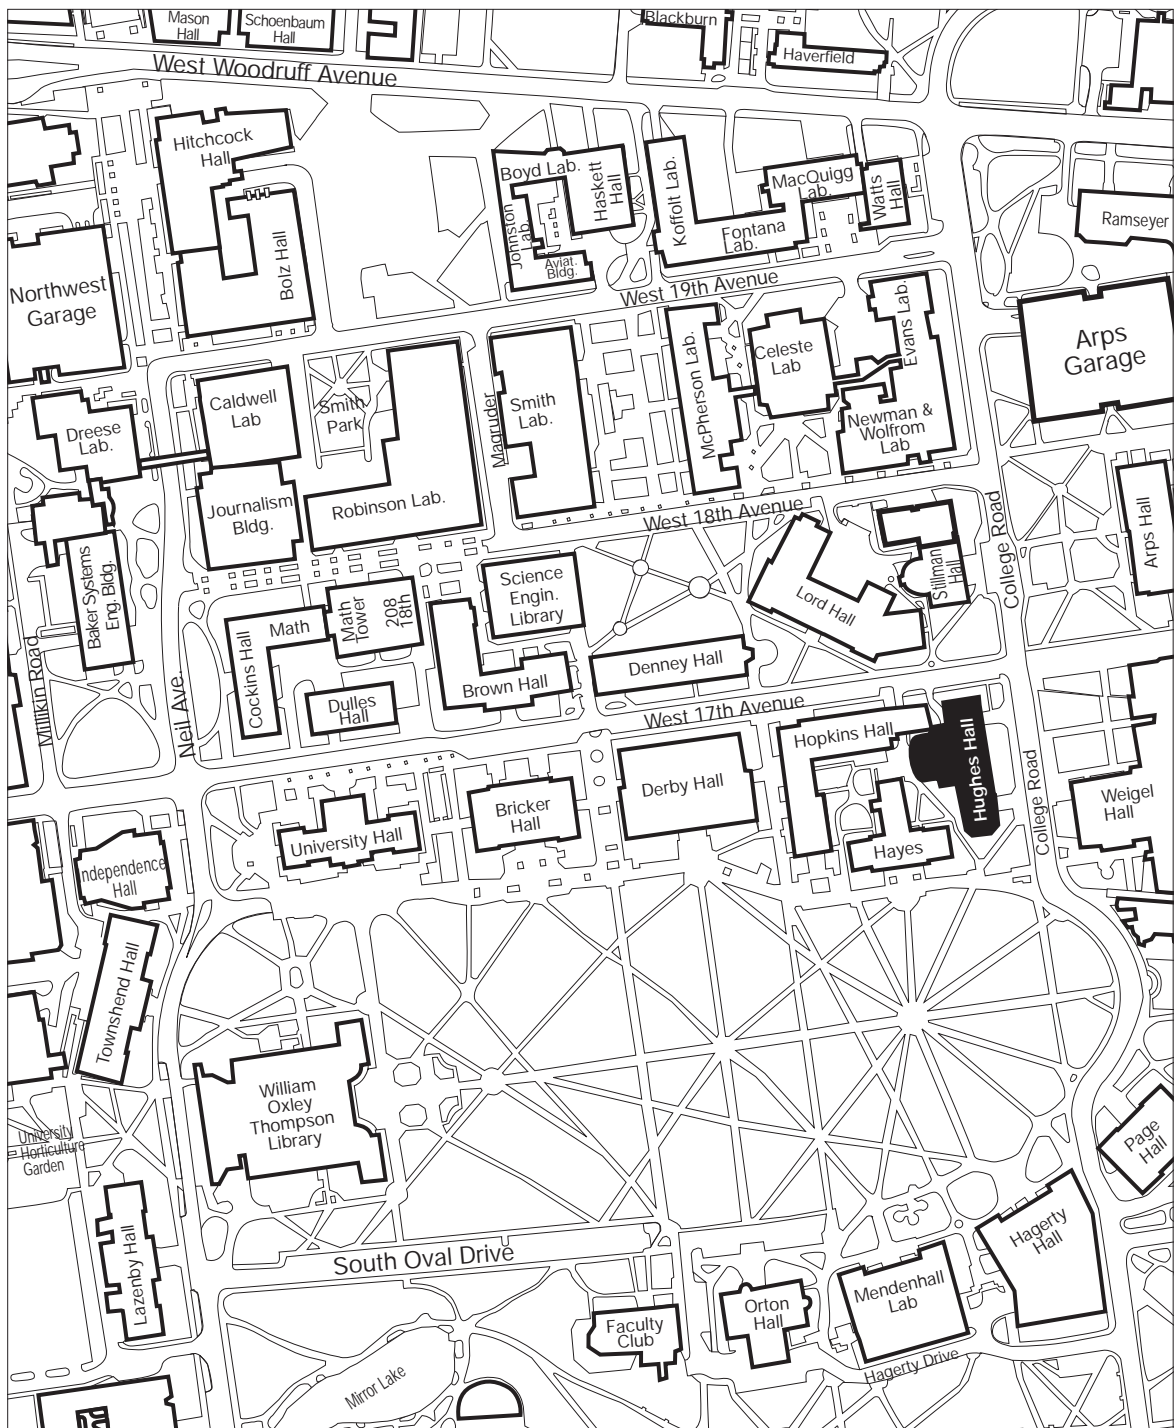 Mason
Hall
Schoenbaum
Hall
Blackburn
Haverfield
West Woodruff Avenue
Hitchcock
Hall
Boyd Lab.
Haskett
Hall
Koffolt Lab.
MacQuigg
Lab.
Watts
Hall
Johnston
Lab.
Fontana
Lab.
Aviat.
Bldg.
Ramseyer
Bolz Hall
Northwest
Garage
West 19th Avenue
Evans Lab.
Arps
Garage
McPherson Lab.
Celeste
Lab
Caldwell
Lab
Smith
Park
Magruder
Smith
Lab.
Newman &
Wolfrom
Lab
Dreese
Lab.
Journalism
Bldg.
Robinson Lab.
West 18th Avenue
College Road
Arps Hall
Baker Systems
Eng. Bldg.
Science
Engin.
Library
Stillman
Hall
Lord Hall
Math
Math
Tower
208
18th
Cockins Hall
Denney Hall
Brown Hall
Dulles
Hall
Millikin Road
Neil Ave.
West 17th Avenue
Hopkins Hall
Hughes Hall
Derby Hall
Bricker
Hall
University Hall
Hayes
College Road
Weigel
Hall
ndependence
Hall
Townshend Hall
William
Oxley
Thompson
Library
University
Horticulture
Garden
Page
Hall
Lazenby Hall
South Oval Drive
Hagerty
Hall
Mendenhall
Lab
Orton
Hall
Faculty
Club
Hagerty Drive
Mirror Lake